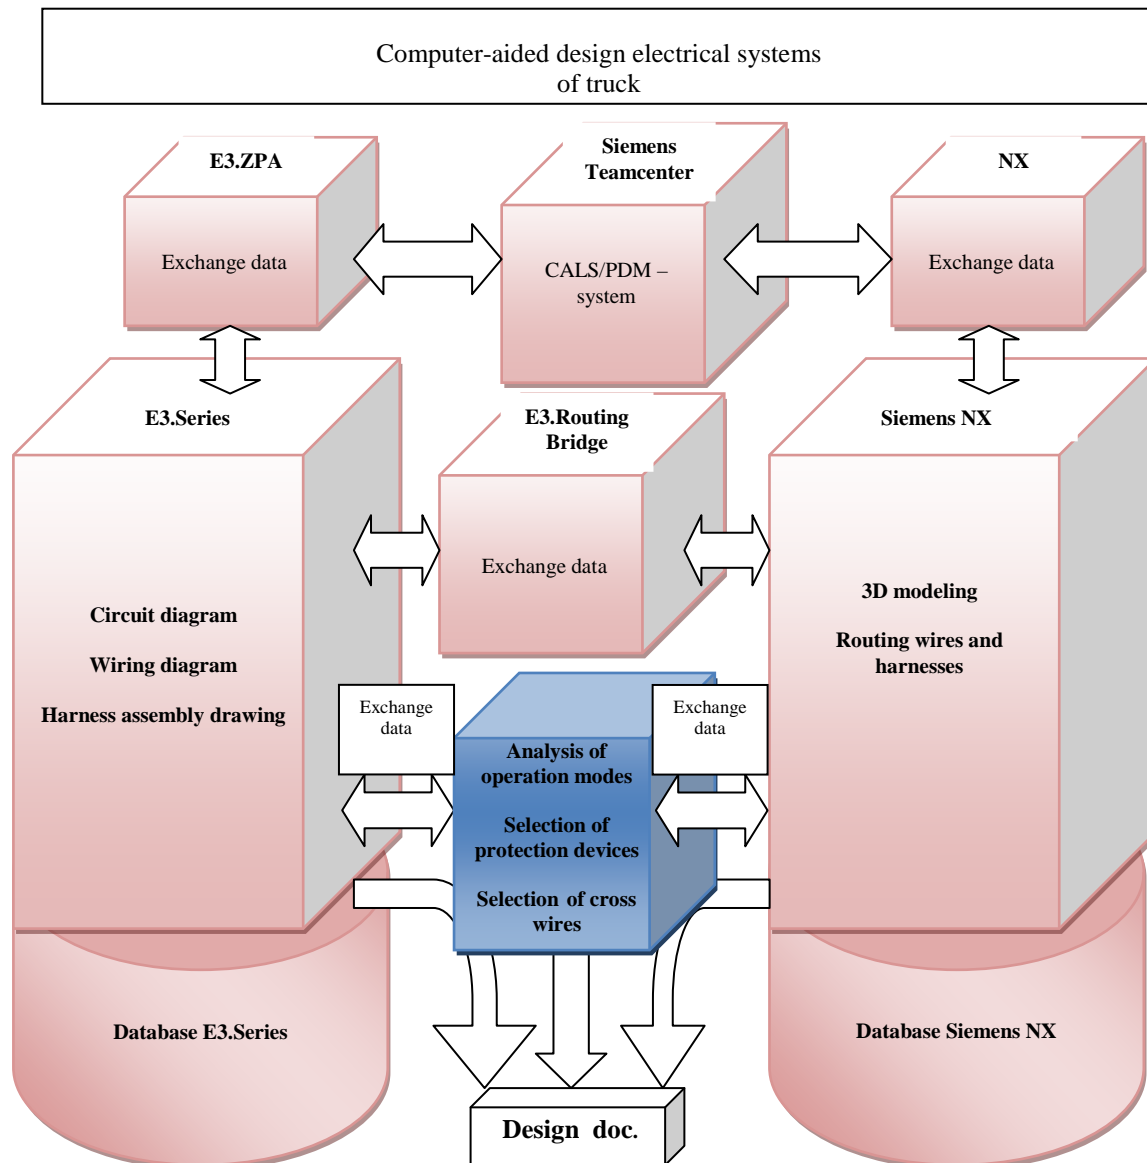 Computer-aided design electrical systems
of truck
E3.ZPA
Siemens
Teamcenter
NX
Exchange data
CALS/PDM –
system
Exchange data
E3.Series
E3.Routing
Bridge
Siemens NX
Exchange data
Circuit diagram
Wiring diagram
Harness assembly drawing
3D modeling
Routing wires and
harnesses
Exchange
data
Exchange
data
Analysis of
operation modes
Selection of
protection devices
Selection of cross
wires
Database E3.Series
Database Siemens NX
Design doc.